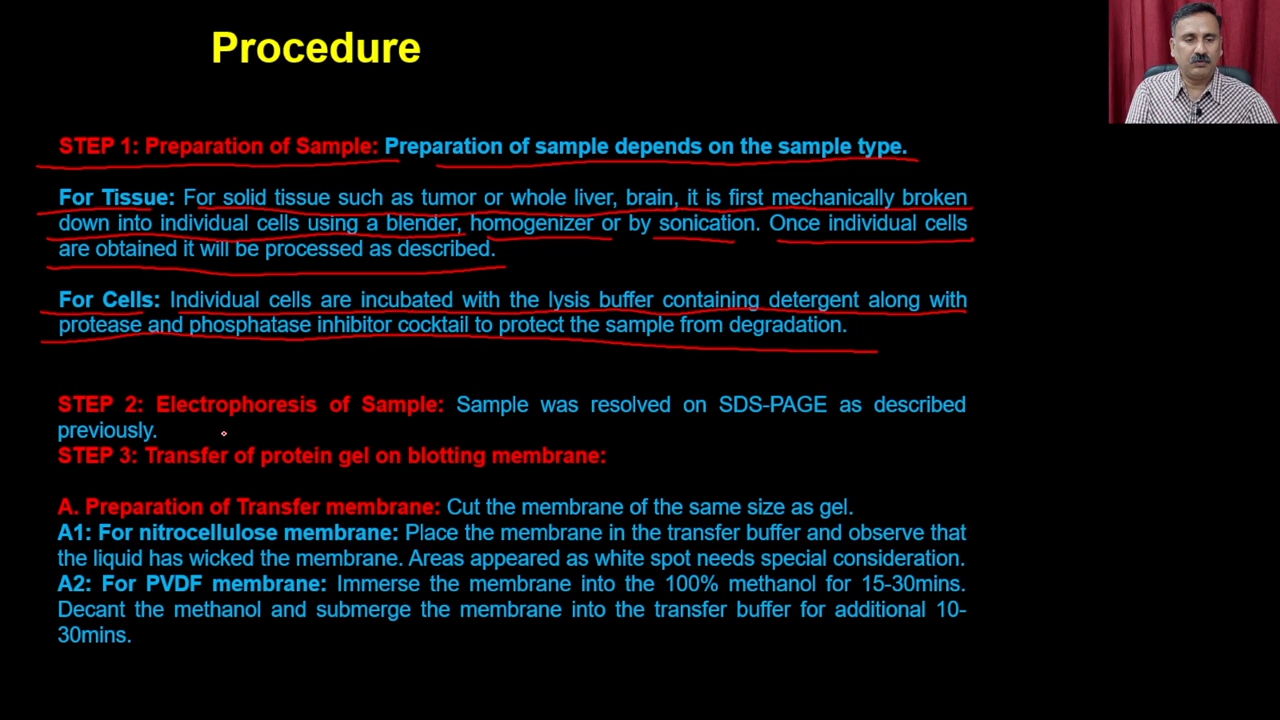 Procedure
STEP 1: Preparation of Sample: Preparation of sample depends on the sample type.
For Tissue: For solid tissue such as tumor or whole liver, brain, it is first mechanically broken
down into individual cells using a blender, homogenizer or by sonication. Once individual cells
are obtained it will be processed as described.
For Cells: Individual cells are incubated with the lysis buffer containing detergent along with
protease and phosphatase inhibitor cocktail to protect the sample from degradation.
STEP 2: Electrophoresis of Sample: Sample was resolved on SDS-PAGE as described
previously.
STEP 3: Transfer of protein gel on blotting membrane:
A. Preparation of Transfer membrane: Cut the membrane of the same size as gel.
A1: For nitrocellulose membrane: Place the membrane in the transfer buffer and observe that
the liquid has wicked the membrane. Areas appeared as white spot needs special consideration.
A2: For PVDF membrane: Immerse the membrane into the 100% methanol for 15-30mins.
Decant the methanol and submerge the membrane into the transfer buffer for additional 10-
30mins.